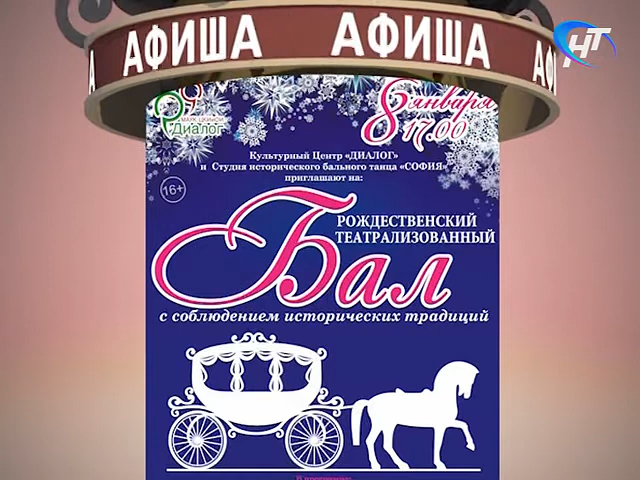 АФИША АФИША
НТ
8 января
17.00
Диалог
Культурный Центр «ДИАЛОГ»
и Студия исторического бального танца «СОФИЯ»
приглашают на:
16+
РОЖДЕСТВЕНСКИЙ
ТЕАТРАЛИЗОВАННЫЙ
Бал
с соблюдением исторических традиций